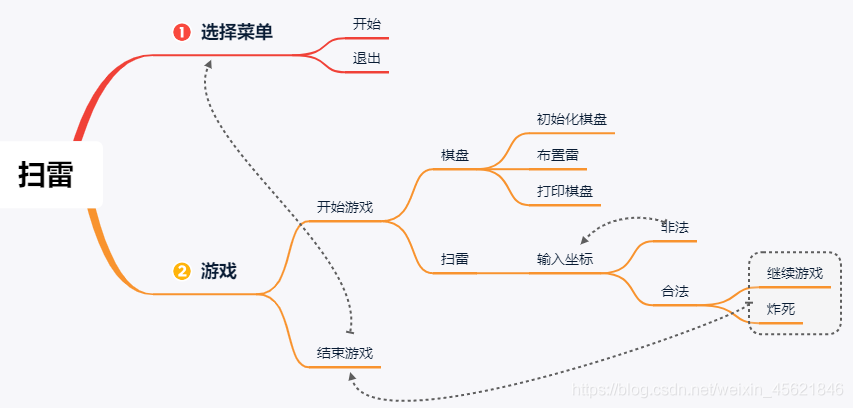 扫雷
1 选择菜单
开始
退出
2 游戏
开始游戏
棋盘
初始化棋盘
布置雷
打印棋盘
扫雷
输入坐标
非法
合法
继续游戏
炸死
结束游戏
https://blog.csdn.net/weixin_45621846